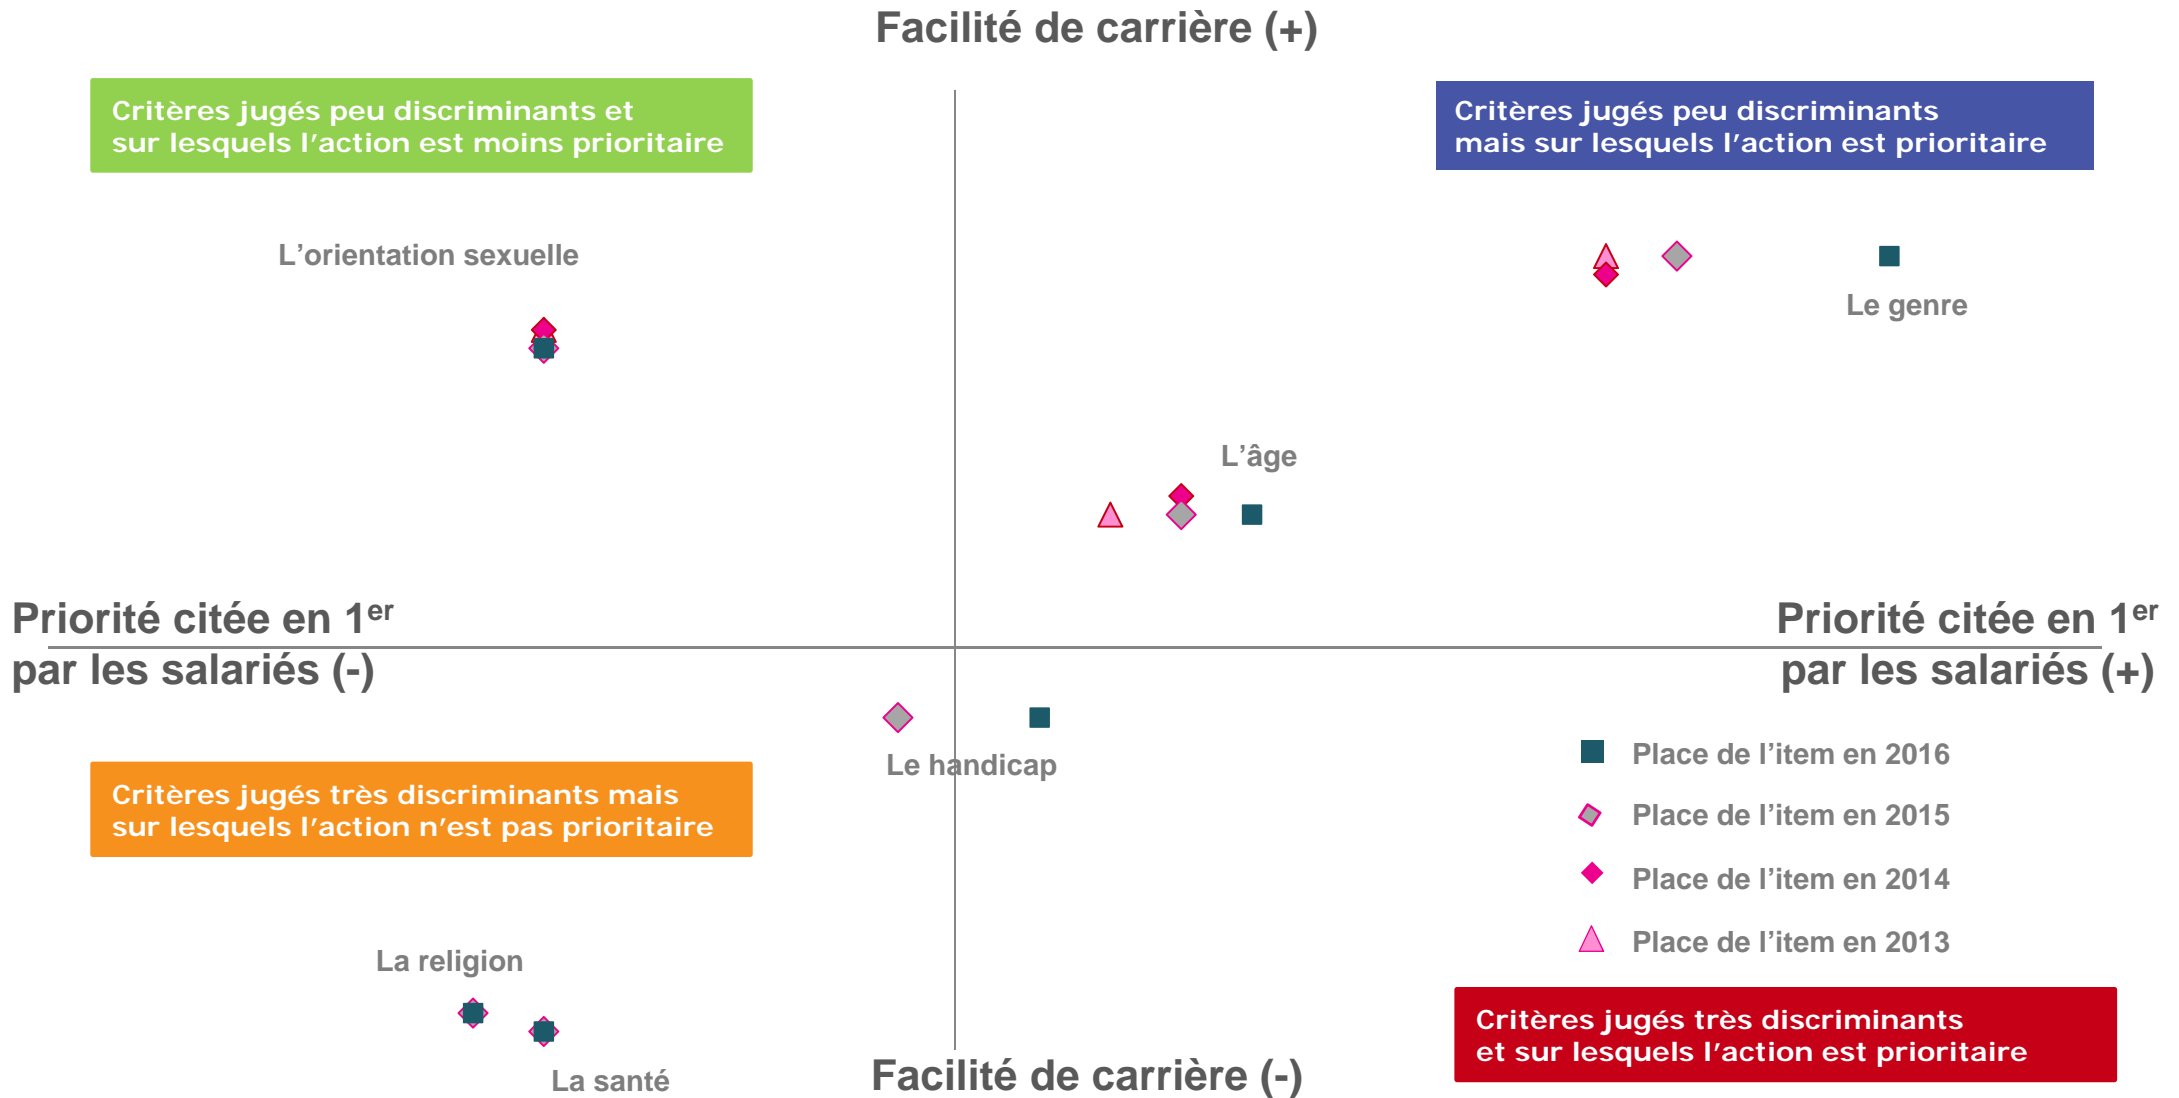 Facilité de carrière (+)
Critères jugés peu discriminants et
sur lesquels l’action est moins prioritaire
Critères jugés peu discriminants
mais sur lesquels l’action est prioritaire
L’orientation sexuelle
Le genre
L’âge
Priorité citée en 1er
par les salariés (-)
Priorité citée en 1er
par les salariés (+)
Le handicap
Critères jugés très discriminants mais
sur lesquels l’action n’est pas prioritaire
Place de l’item en 2016
Place de l’item en 2015
Place de l’item en 2014
Place de l’item en 2013
La religion
La santé
Critères jugés très discriminants
et sur lesquels l’action est prioritaire
Facilité de carrière (-)